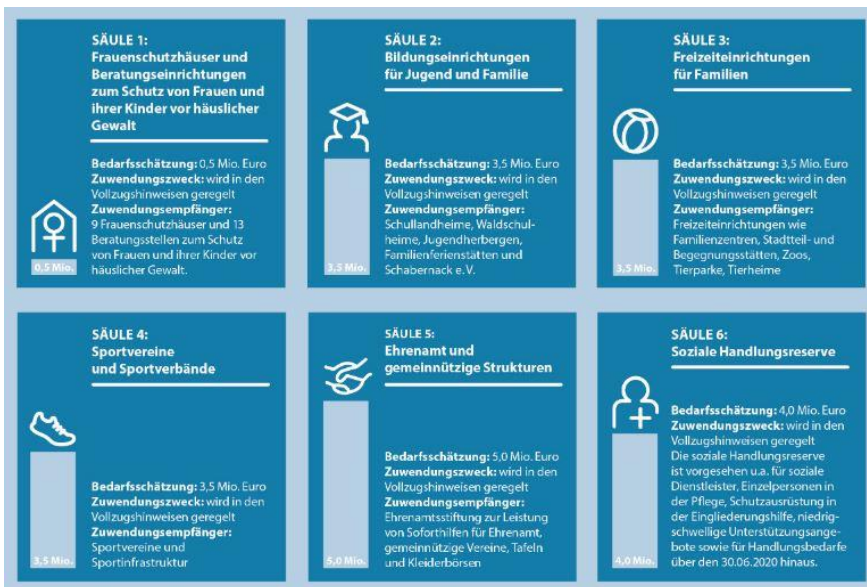 SÄULE 1:
Frauenschutzhäuser und
Beratungseinrichtungen
zum Schutz von Frauen und
ihrer Kinder vor häuslicher
Gewalt
Bedarfsschätzung: 0,5 Mio. Euro
Zuwendungszweck: wird in den
Vollzugshinweisen geregelt
Zuwendungsempfänger:
9 Frauenschutzhäuser und 13
Beratungsstellen zum Schutz
von Frauen und ihrer Kinder vor
häuslicher Gewalt.
0,5 Mio.
SÄULE 2:
Bildungseinrichtungen
für Jugend und Familie
Bedarfsschätzung: 3,5 Mio. Euro
Zuwendungszweck: wird in den
Vollzugshinweisen geregelt
Zuwendungsempfänger:
Schullandheime, Waldschul-
heime, Jugendherbergen,
Familienferienstätten und
Schabernack e.V.
3,5 Mio.
SÄULE 3:
Freizeiteinrichtungen
für Familien
Bedarfsschätzung: 3,5 Mio. Euro
Zuwendungszweck: wird in den
Vollzugshinweisen geregelt
Zuwendungsempfänger:
Freizeiteinrichtungen wie
Familienzentren, Stadtteil- und
Begegnungsstätten, Zoos,
Tierparke, Tierheime
3,5 Mio.
SÄULE 4:
Sportvereine
und Sportverbände
Bedarfsschätzung: 3,5 Mio. Euro
Zuwendungszweck: wird in den
Vollzugshinweisen geregelt
Zuwendungsempfänger:
Sportvereine und
Sportinfrastruktur
3,5 Mio.
SÄULE 5:
Ehrenamt und
gemeinnützige Strukturen
Bedarfsschätzung: 5,0 Mio. Euro
Zuwendungszweck: wird in den
Vollzugshinweisen geregelt
Zuwendungsempfänger:
Ehrenamtsstiftung zur Leistung
von Soforthilfen für Ehrenamt,
gemeinnützige Vereine, Tafeln
und Kleiderbörsen
5,0 Mio.
SÄULE 6:
Soziale Handlungsreserve
Bedarfsschätzung: 4,0 Mio. Euro
Zuwendungszweck: wird in den
Vollzugshinweisen geregelt
Die soziale Handlungsreserve
ist vorgesehen u.a. für soziale
Dienstleister, Einzelpersonen in
der Pflege, Schutzausrüstung in
der Eingliederungshilfe, niedrig-
schwellige Unterstützungsange-
bote sowie für Handlungsbedarfe
über den 30.06.2020 hinaus.
4,0 Mio.